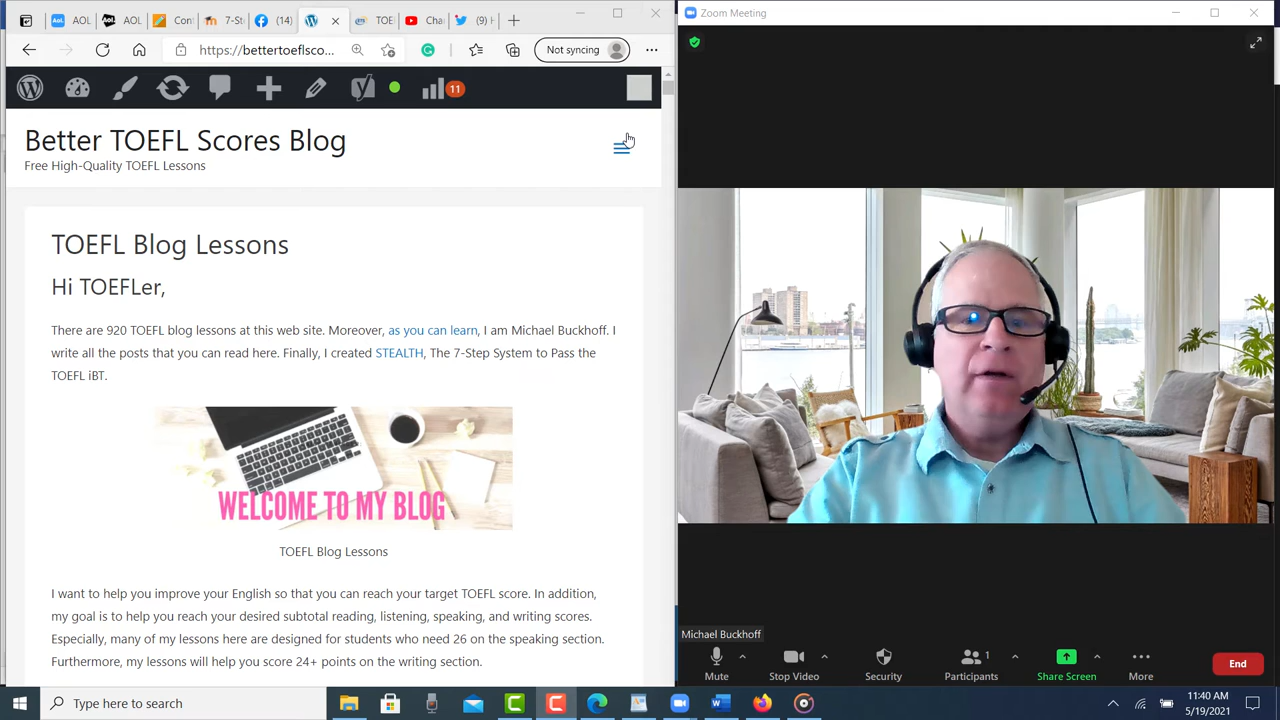 AOL
AOL
Con
7-St
(14)
TOE
Cha
(9)
https://bettertoeflsco...
Not syncing
11
Better TOEFL Scores Blog
Free High-Quality TOEFL Lessons
TOEFL Blog Lessons
Hi TOEFLer,
There are 920 TOEFL blog lessons at this web site. Moreover, as you can learn, I am Michael Buckhoff. I
write all the posts that you can read here. Finally, I created STEALTH, The 7-Step System to Pass the
TOEFL iBT.
WELCOME TO MY BLOG
TOEFL Blog Lessons
I want to help you improve your English so that you can reach your target TOEFL score. In addition,
my goal is to help you reach your desired subtotal reading, listening, speaking, and writing scores.
Especially, many of my lessons here are designed for students who need 26 on the speaking section.
Furthermore, my lessons will help you score 24+ points on the writing section.
Zoom Meeting
Michael Buckhoff
Mute
Stop Video
Security
1
Participants
Share Screen
More
End
Type here to search
11:40 AM
5/19/2021